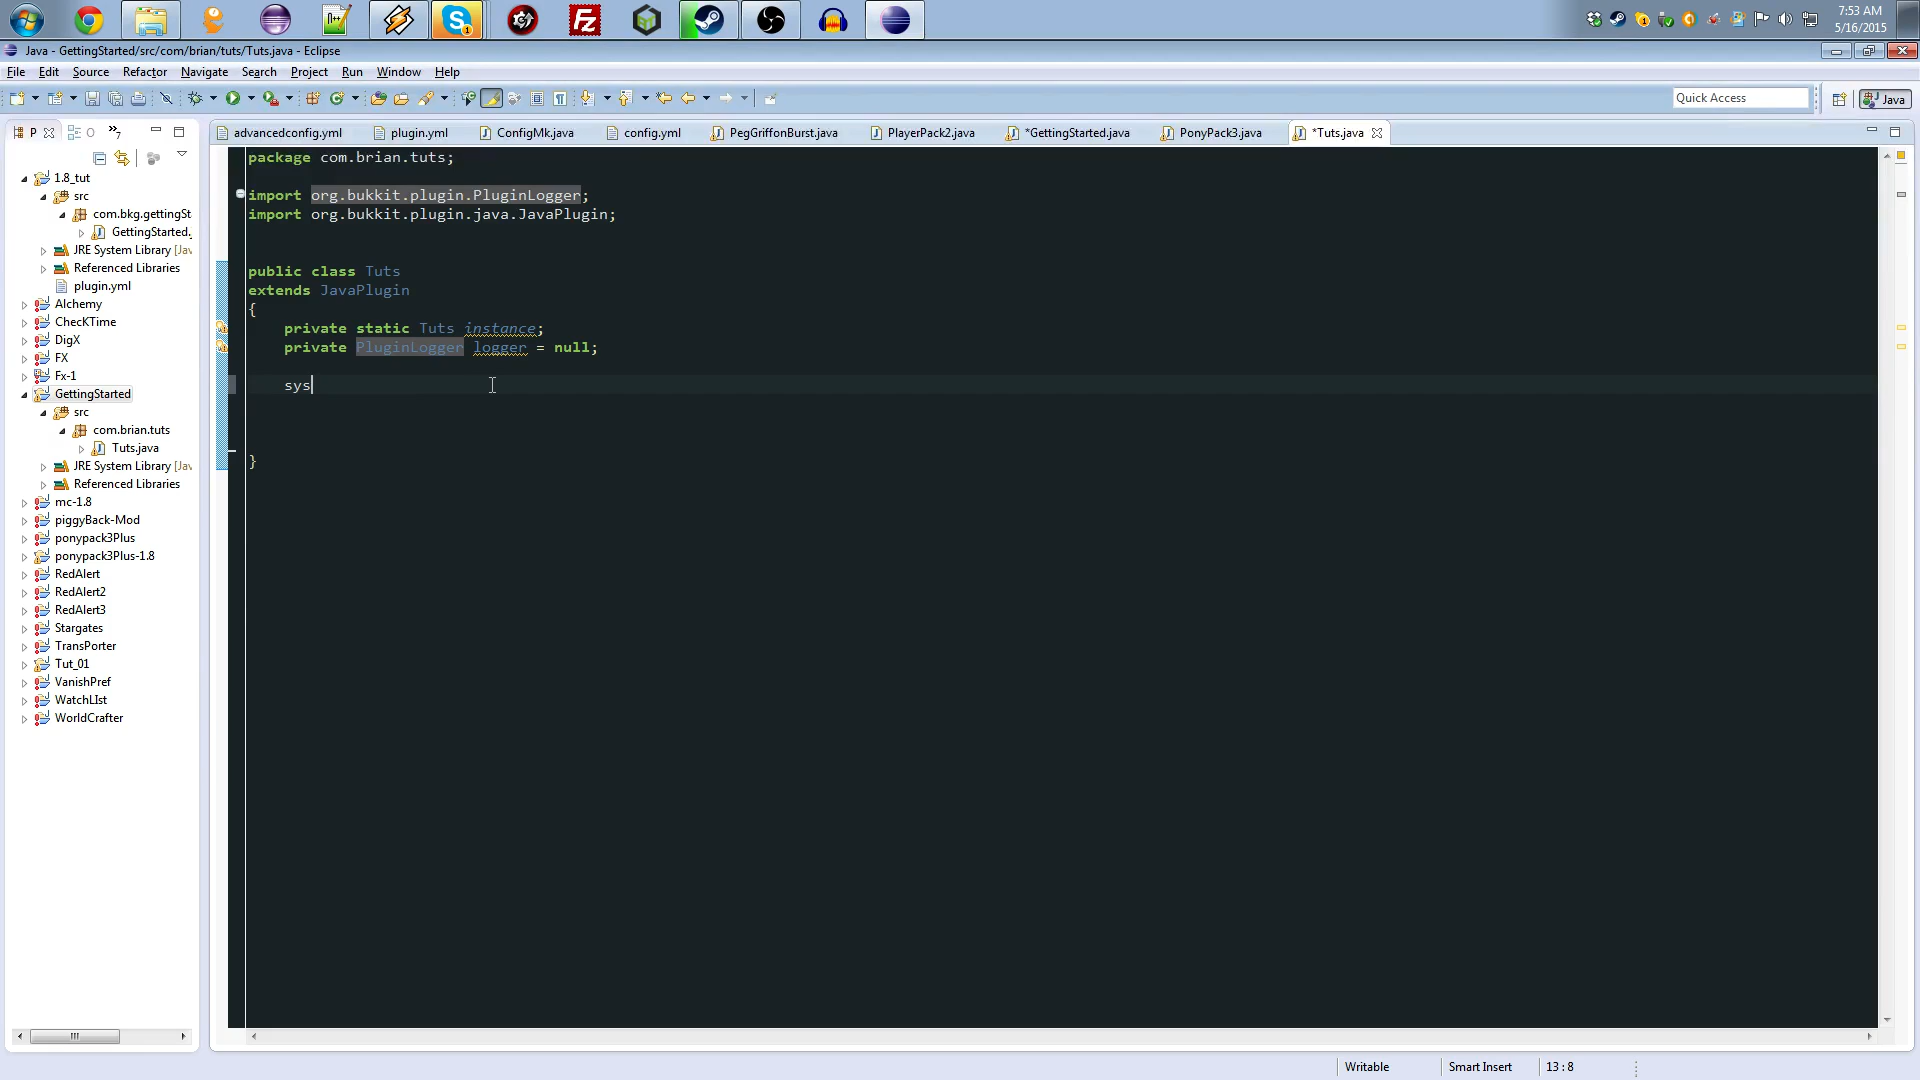 7:53 AM
5/16/2015
Java - GettingStarted/src/com/brian/tuts/Tuts.java - Eclipse
File Edit Source Refactor Navigate Search Project Run Window Help
Quick Access
Java
P
O
7
advancedconfig.yml
plugin.yml
ConfigMk.java
config.yml
PegGriffonBurst.java
PlayerPack2.java
*GettingStarted.java
PonyPack3.java
*Tuts.java
1.8_tut
src
com.bkg.gettingSt
GettingStarted.
JRE System Library [Jav
Referenced Libraries
plugin.yml
Alchemy
ChecKTime
DigX
FX
Fx-1
GettingStarted
src
com.brian.tuts
Tuts.java
JRE System Library [Jav
Referenced Libraries
mc-1.8
piggyBack-Mod
ponypack3Plus
ponypack3Plus-1.8
RedAlert
RedAlert2
RedAlert3
Stargates
TransPorter
Tut_01
VanishPref
WatchLIst
WorldCrafter
package com.brian.tuts;
import org.bukkit.plugin.PluginLogger;
import org.bukkit.plugin.java.JavaPlugin;
public class Tuts
extends JavaPlugin
{
private static Tuts instance;
private PluginLogger logger = null;
sys
}
Writable
Smart Insert
13 : 8